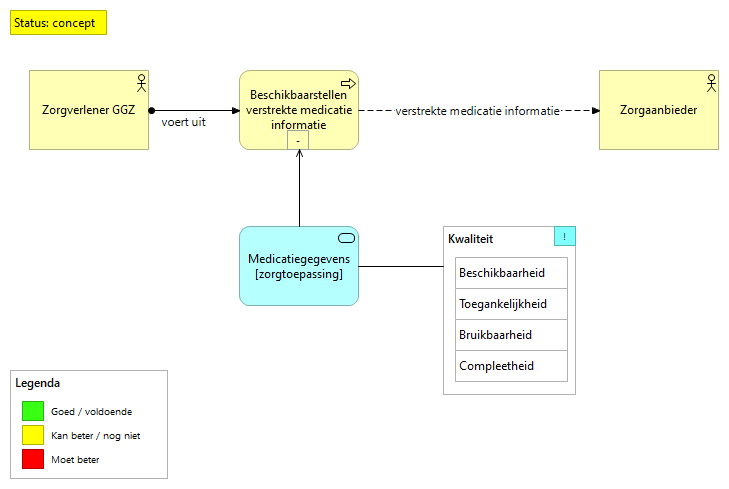 Status: concept
Zorgverlener GGZ
voert uit
Beschikbaarstellen
verstrekte medicatie
informatie
-
verstrekte medicatie informatie
Zorgaanbieder
Medicatiegegevens
[zorgtoepassing]
Kwaliteit
!
Beschikbaarheid
Toegankelijkheid
Bruikbaarheid
Compleetheid
Legenda
Goed / voldoende
Kan beter / nog niet
Moet beter